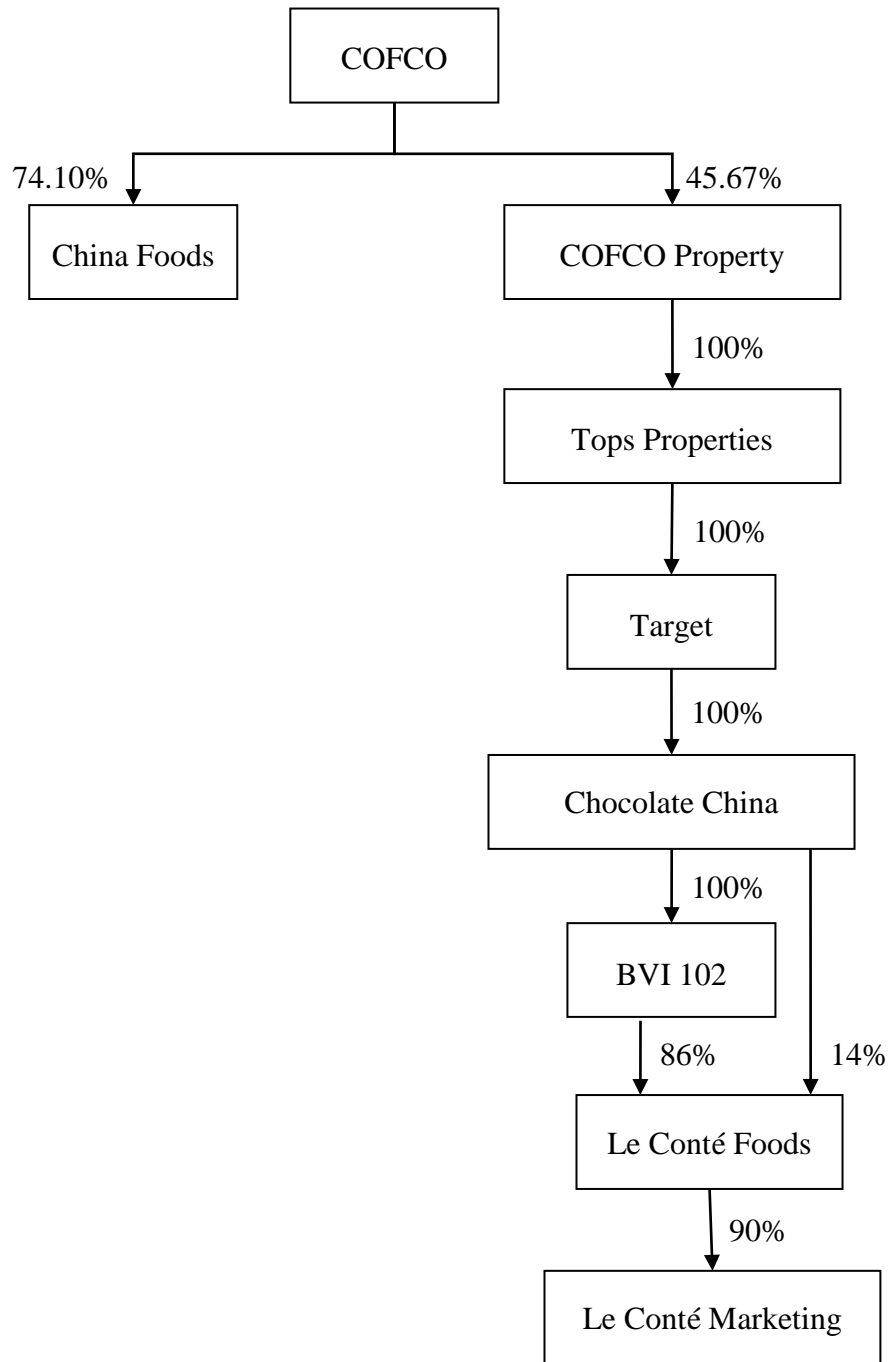 COFCO
74.10%
45.67%
China Foods
COFCO Property
100%
Tops Properties
100%
Target
100%
Chocolate China
100%
BVI 102
86%
14%
Le Conté Foods
90%
Le Conté Marketing